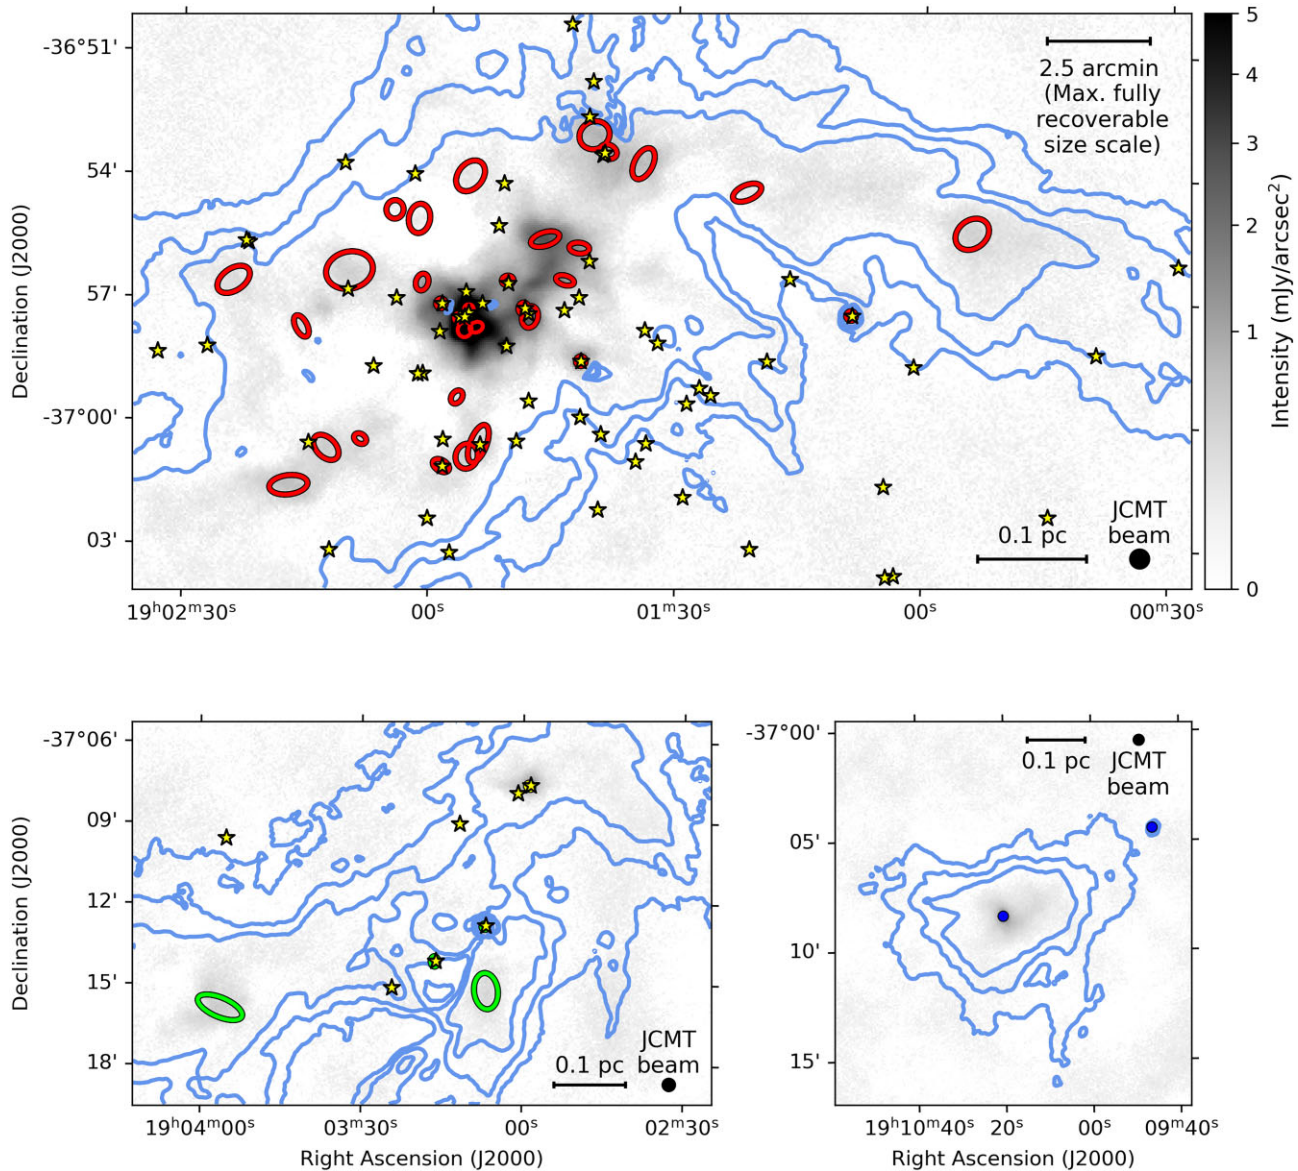 -36°51'
54'
57'
-37°00'
03'
Declination (J2000)
2.5 arcmin
(Max. fully
recoverable
size scale)
0.1 pc
JCMT
beam
19ʰ02ᵐ30ˢ
00ˢ
01ᵐ30ˢ
00ˢ
00ᵐ30ˢ
5
4
3
2
1
0
Intensity (mJy/arcsec²)
-37°06'
09'
12'
15'
18'
Declination (J2000)
0.1 pc
JCMT
beam
19ʰ04ᵐ00ˢ
03ᵐ30ˢ
00ˢ
02ᵐ30ˢ
Right Ascension (J2000)
-37°00'
05'
10'
15'
0.1 pc
JCMT
beam
19ʰ10ᵐ40ˢ
20ˢ
00ˢ
09ᵐ40ˢ
Right Ascension (J2000)